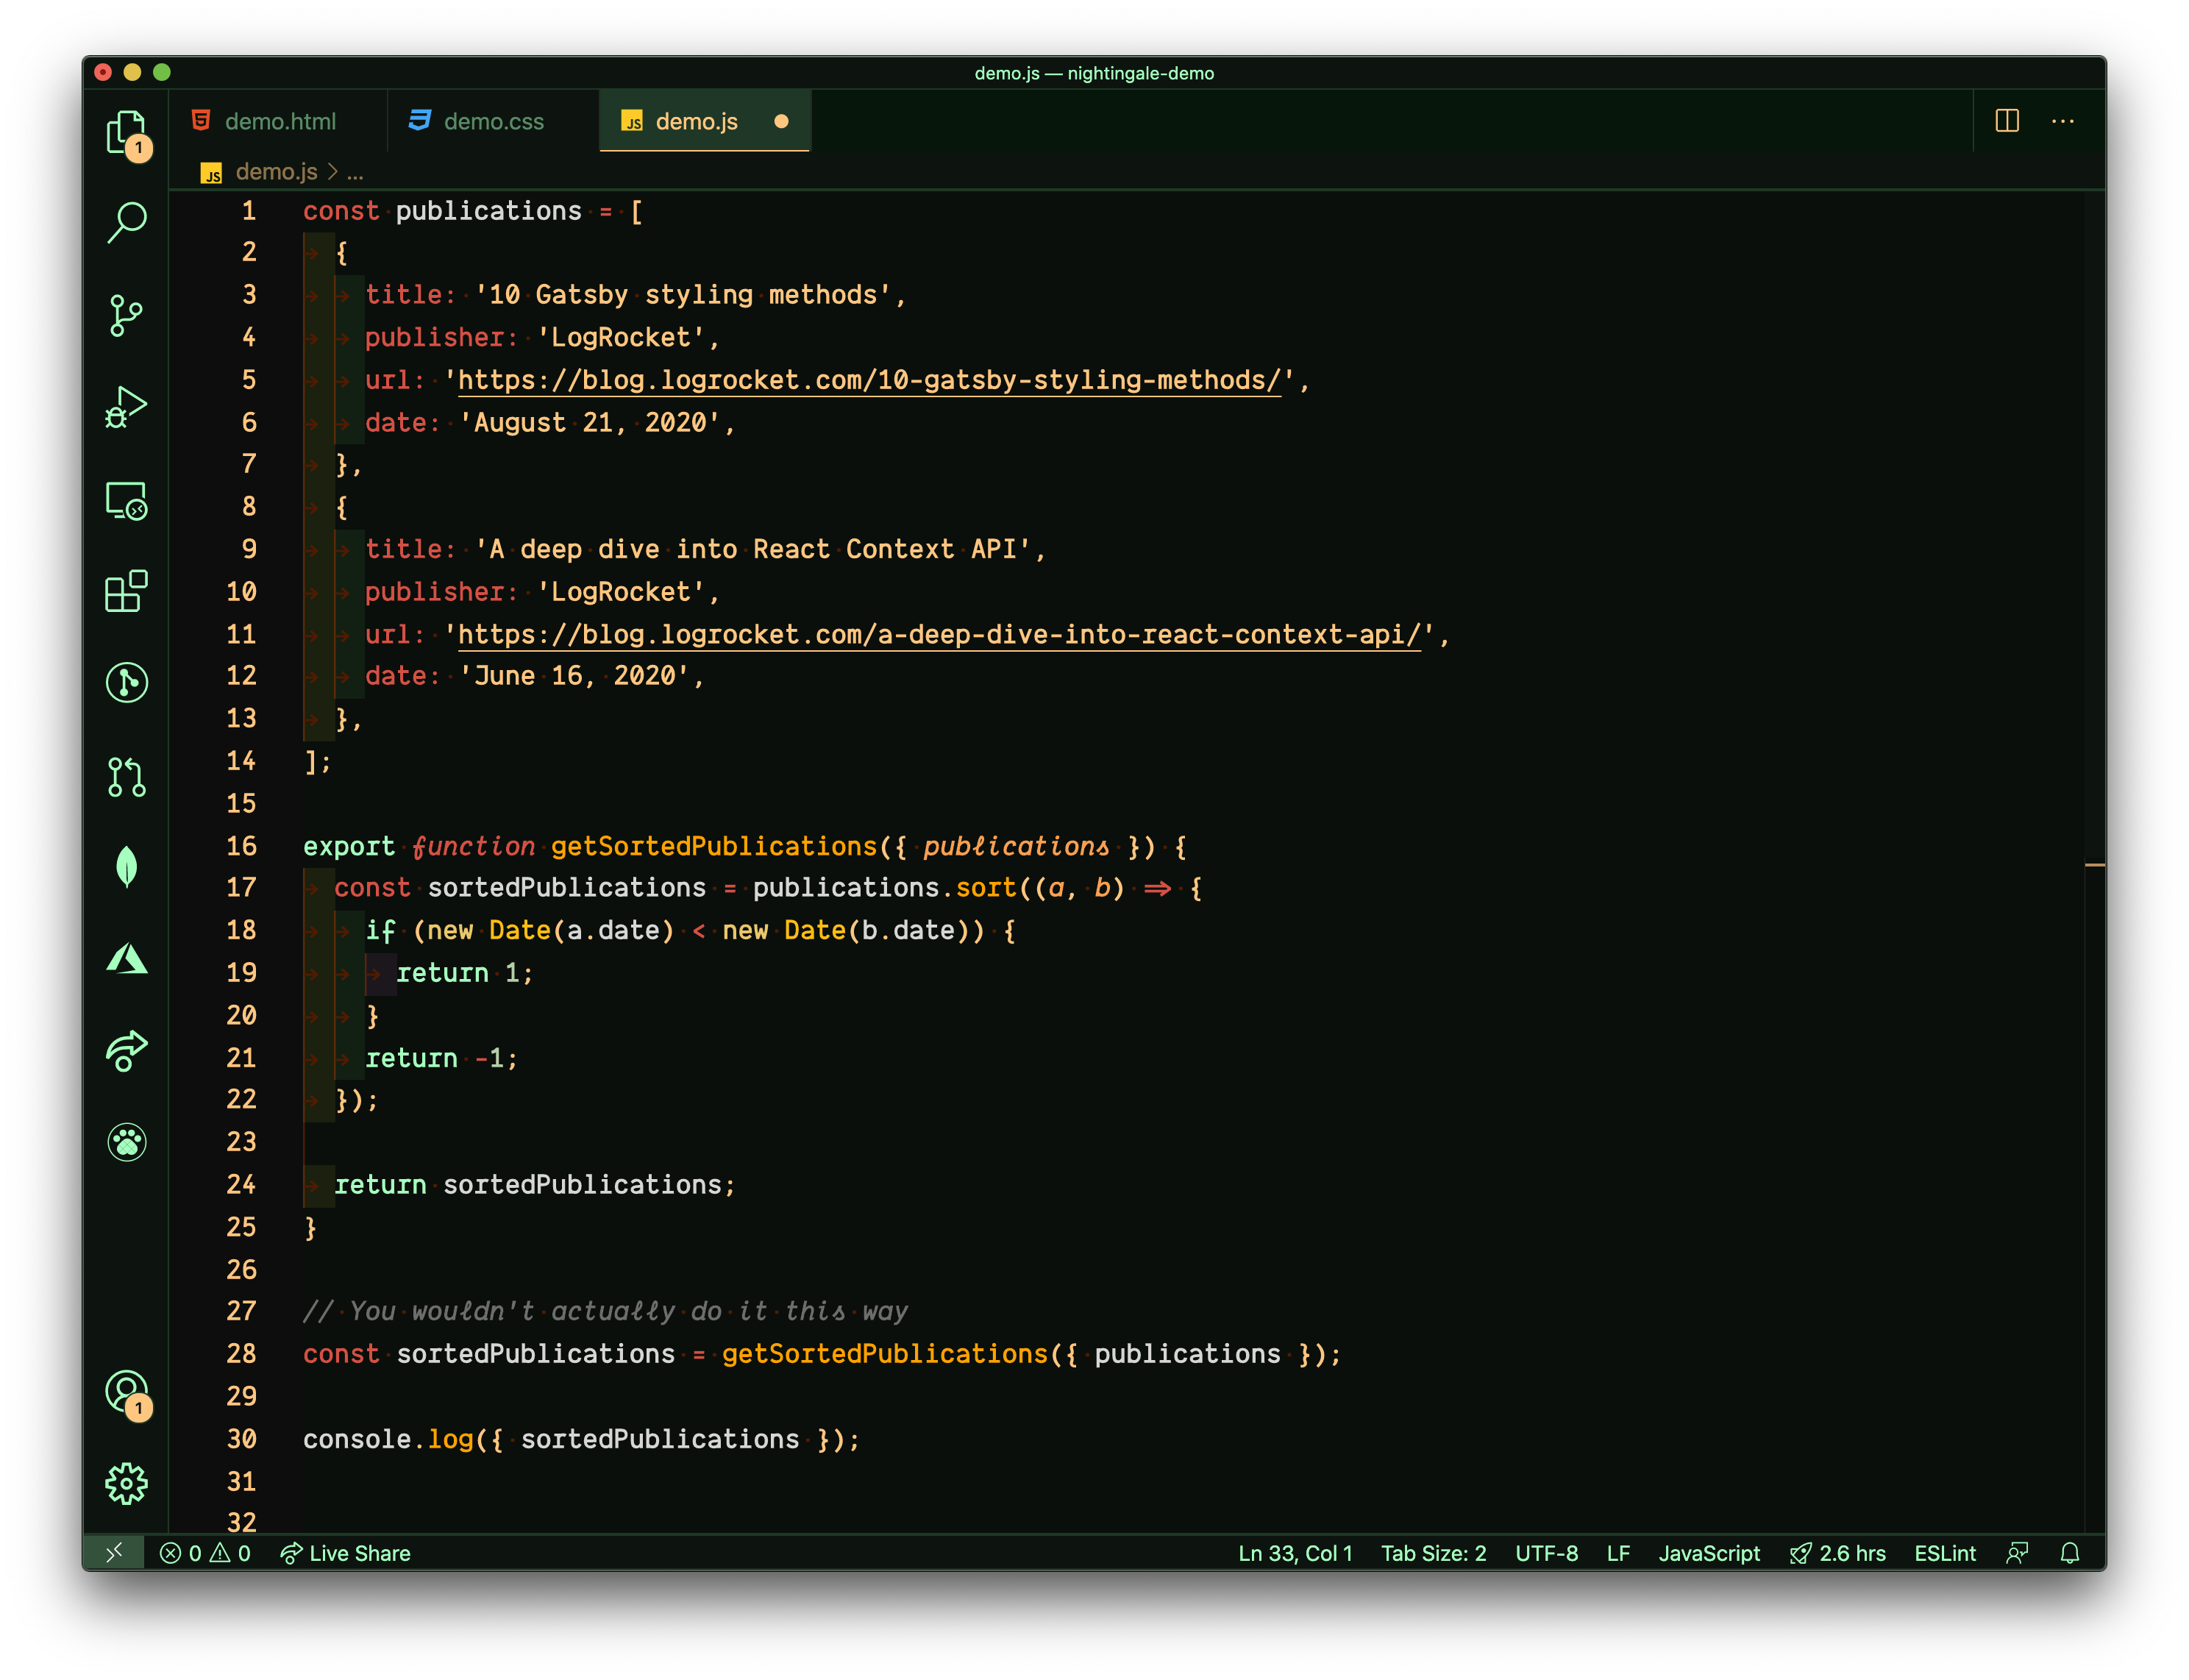 demo.js — nightingale-demo
demo.html
demo.css
JS demo.js
JS demo.js > ...
1
1 const publications = [
2 {
3 title: '10 Gatsby styling methods',
4 publisher: 'LogRocket',
5 url: 'https://blog.logrocket.com/10-gatsby-styling-methods/',
6 date: 'August 21, 2020',
7 },
8 {
9 title: 'A deep dive into React Context API',
10 publisher: 'LogRocket',
11 url: 'https://blog.logrocket.com/a-deep-dive-into-react-context-api/',
12 date: 'June 16, 2020',
13 },
14 ];
15
16 export function getSortedPublications({ publications }) {
17 const sortedPublications = publications.sort((a, b) => {
18 if (new Date(a.date) < new Date(b.date)) {
19 return 1;
20 }
21 return -1;
22 });
23
24 return sortedPublications;
25 }
26
27 // You wouldn't actually do it this way
28 const sortedPublications = getSortedPublications({ publications });
29
30 console.log({ sortedPublications });
31
32
1
0 0 Live Share Ln 33, Col 1 Tab Size: 2 UTF-8 LF JavaScript 2.6 hrs ESLint